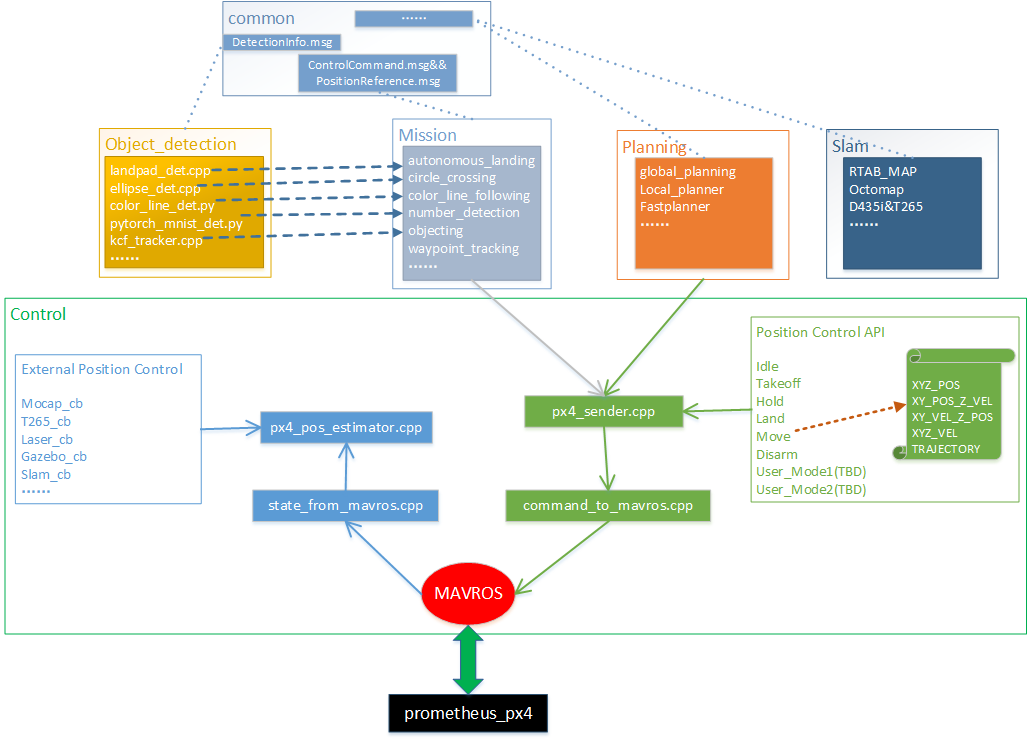 common
······
DetectionInfo.msg
ControlCommand.msg&&
PositionReference.msg
Object_detection
landpad_det.cpp
ellipse_det.cpp
color_line_det.py
pytorch_mnist_det.py
kcf_tracker.cpp
······
Mission
autonomous_landing
circle_crossing
color_line_following
number_detection
objecting
waypoint_tracking
······
Planning
global_planning
Local_planner
Fastplanner
······
Slam
RTAB_MAP
Octomap
D435i&T265
······
Control
External Position Control
Mocap_cb
T265_cb
Laser_cb
Gazebo_cb
Slam_cb
······
px4_pos_estimator.cpp
state_from_mavros.cpp
px4_sender.cpp
command_to_mavros.cpp
Position Control API
Idle
Takeoff
Hold
Land
Move
Disarm
User_Mode1(TBD)
User_Mode2(TBD)
XYZ_POS
XY_POS_Z_VEL
XY_VEL_Z_POS
XYZ_VEL
TRAJECTORY
MAVROS
prometheus_px4